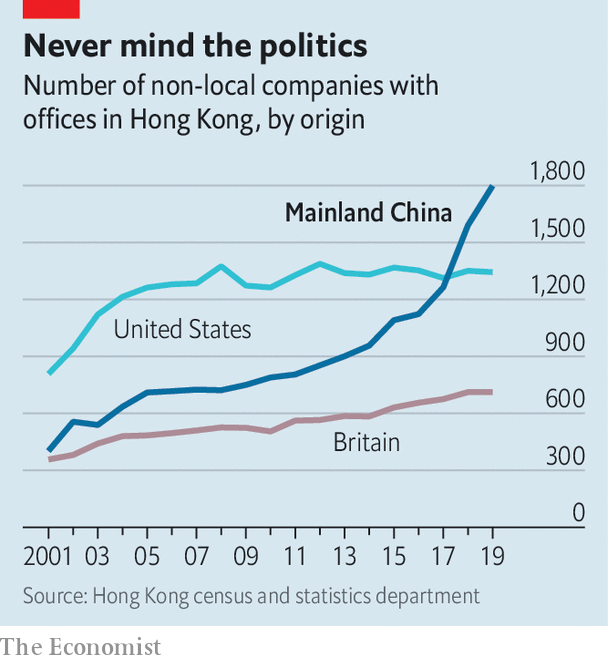 Never mind the politics
Number of non-local companies with
offices in Hong Kong, by origin
1,800
Mainland China
1,500
1,200
United States
900
600
Britain
300
0
2001 03 05 07 09 11 13 15 17 19
Source: Hong Kong census and statistics department
The Economist